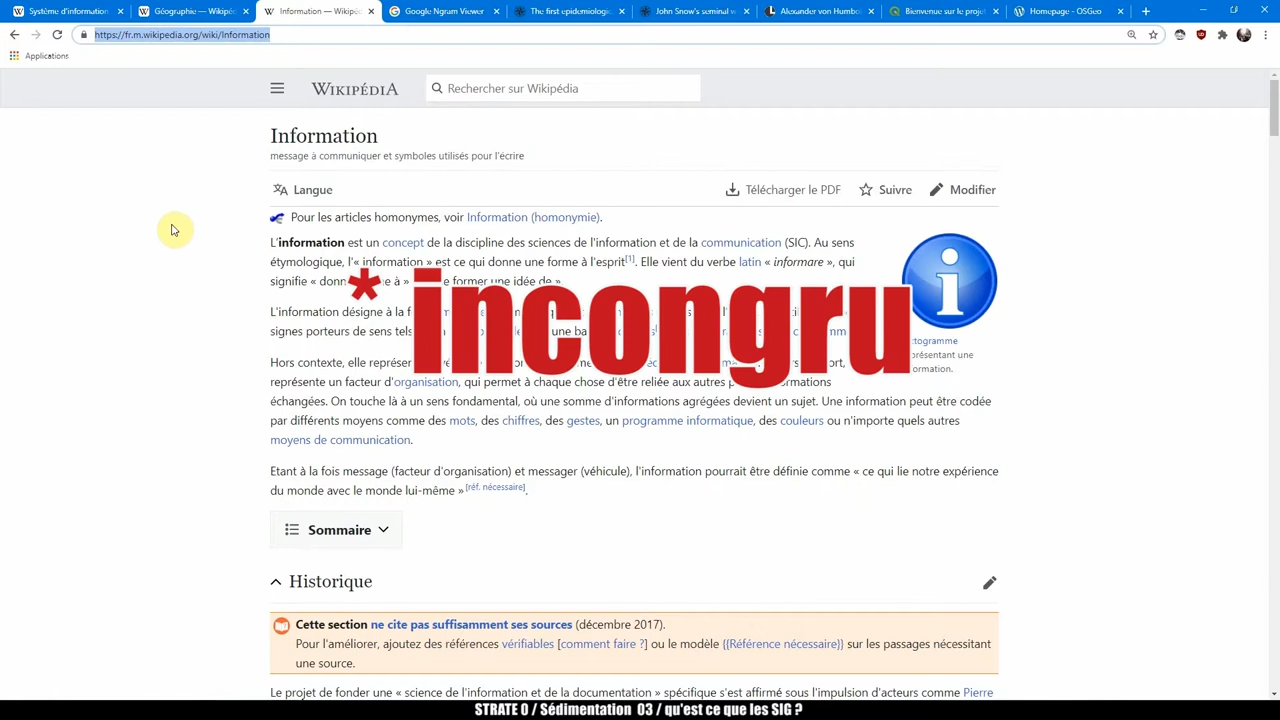 Système d'information
Géographie — Wikipéd
Information — Wikipéd
Google Ngram Viewer
The first epidemiologic
John Snow's seminal w
Alexander von Humbol
Bienvenue sur le projet
Homepage - OSGeo
https://fr.m.wikipedia.org/wiki/Information
Applications
WIKIPÉDIA
Rechercher sur Wikipédia
Information
message à communiquer et symboles utilisés pour l'écrire
Langue
Télécharger le PDF
Suivre
Modifier
Pour les articles homonymes, voir Information (homonymie).
L'information est un concept de la discipline des sciences de l'information et de la communication (SIC). Au sens
étymologique, l'« information » est ce qui donne une forme à l'esprit[1]. Elle vient du verbe latin « informare », qui
signifie « donn à » se former une idée de ».
* incongru
L'information désigne à la f
signes porteurs de sens tels une ba
Hors contexte, elle représen
représente un facteur d'organisation, qui permet à chaque chose d'être reliée aux autres
échangées. On touche là à un sens fondamental, où une somme d'informations agrégées devient un sujet. Une information peut être codée
par différents moyens comme des mots, des chiffres, des gestes, un programme informatique, des couleurs ou n'importe quels autres
moyens de communication.
ctogramme
présentant une
ormation.
Etant à la fois message (facteur d'organisation) et messager (véhicule), l'information pourrait être définie comme « ce qui lie notre expérience
du monde avec le monde lui-même »[réf. nécessaire].
Sommaire
Historique
Cette section ne cite pas suffisamment ses sources (décembre 2017).
Pour l'améliorer, ajoutez des références vérifiables [comment faire ?] ou le modèle {{Référence nécessaire}} sur les passages nécessitant
une source.
Le projet de fonder une « science de l'information et de la documentation » spécifique s'est affirmé sous l'impulsion d'acteurs comme Pierre
STRATE 0 / Sédimentation 03 / qu'est ce que les SIG ?